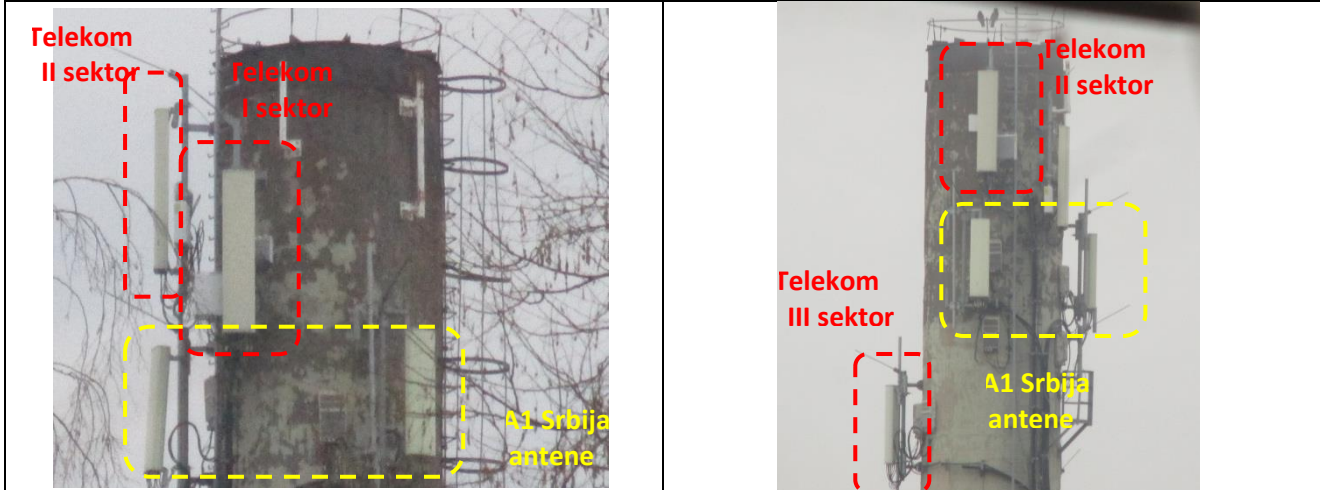 Telekom
II sektor
Telekom
I sektor
A1 Srbija
antene
Telekom
II sektor
Telekom
III sektor
A1 Srbija
antene